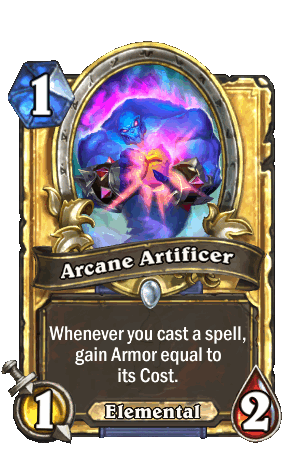 1
Arcane Artificer
Whenever you cast a spell,
gain Armor equal to
its Cost.
1
Elemental
2